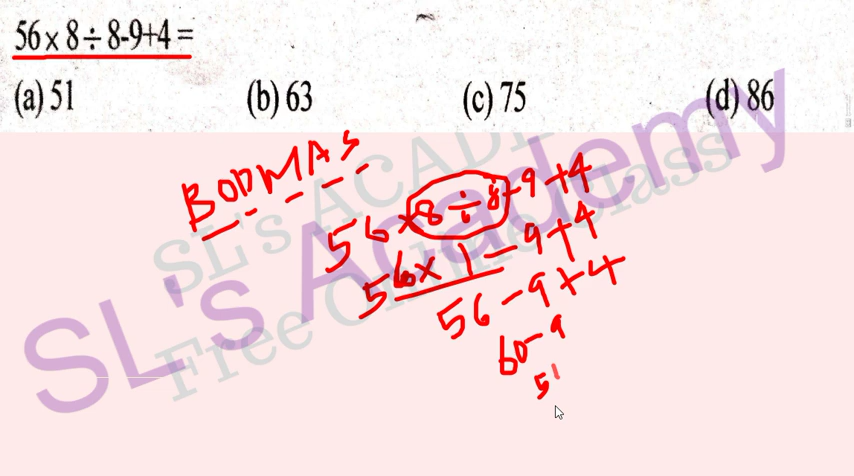 56 × 8 ÷ 8-9+4 =
(a) 51 (b) 63 (c) 75 (d) 86
BODMAS
56 × 8 ÷ 8 - 9 + 4
56 × 1 - 9 + 4
56 - 9 + 4
60 - 9
51
SL's Academy
SL's ACADEMY
Free Online Class